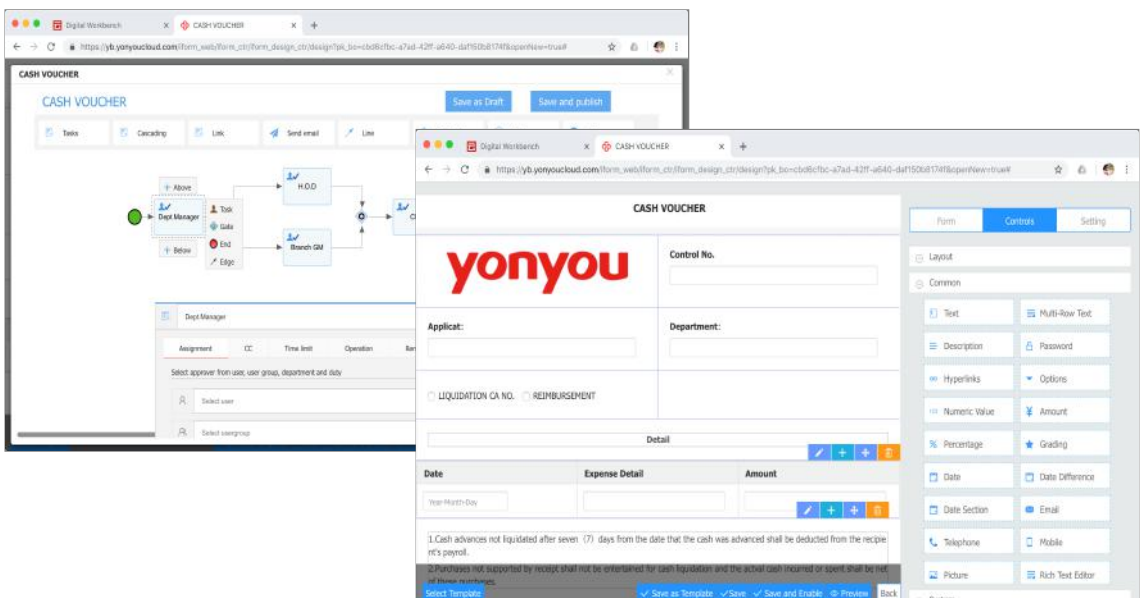 Digital Workbench
CASH VOUCHER
https://yb.yonyoucloud.com/iform_web/iform_ctr/iform_design_ctr/design?pk_bo=cbd6cfbc-a7ad-42ff-a640-daf150b8174f&openNew=true#
CASH VOUCHER
CASH VOUCHER
Save as Draft
Save and publish
Tasks
Cascading
Link
Send email
Line
Above
Dept Manager
Below
Task
Gate
End
Edge
H.O.D
Branch GM
Dept Manager
Assignment
CC
Time limit
Operation
Select approver from user, user group, department and duty
Select user
Select usergroup
Digital Workbench
CASH VOUCHER
https://yb.yonyoucloud.com/iform_web/iform_ctr/iform_design_ctr/design?pk_bo=cbd6cfbc-a7ad-42ff-a640-daf150b8174f&openNew=true#
CASH VOUCHER
yonyou
Control No.
Applicat:
Department:
LIQUIDATION CA NO.
REIMBURSEMENT
Detail
Date
Expense Detail
Amount
Year-Month-Day
1.Cash advances not liquidated after seven (7) days from the date that the cash was advanced shall be deducted from the recipie
nt's payroll.
2.Purchases not supported by receipt shall not be entertained for cash liquidation and the actval cash incurred or spent shall by net
of these purchases.
Select Template
Save as Template
Save
Save and Enable
Preview
Back
Form
Controls
Setting
Layout
Common
Text
Multi-Row Text
Description
Password
Hyperlinks
Options
Numeric Value
Amount
Percentage
Grading
Date
Date Difference
Date Section
Email
Telephone
Mobile
Picture
Rich Text Editor